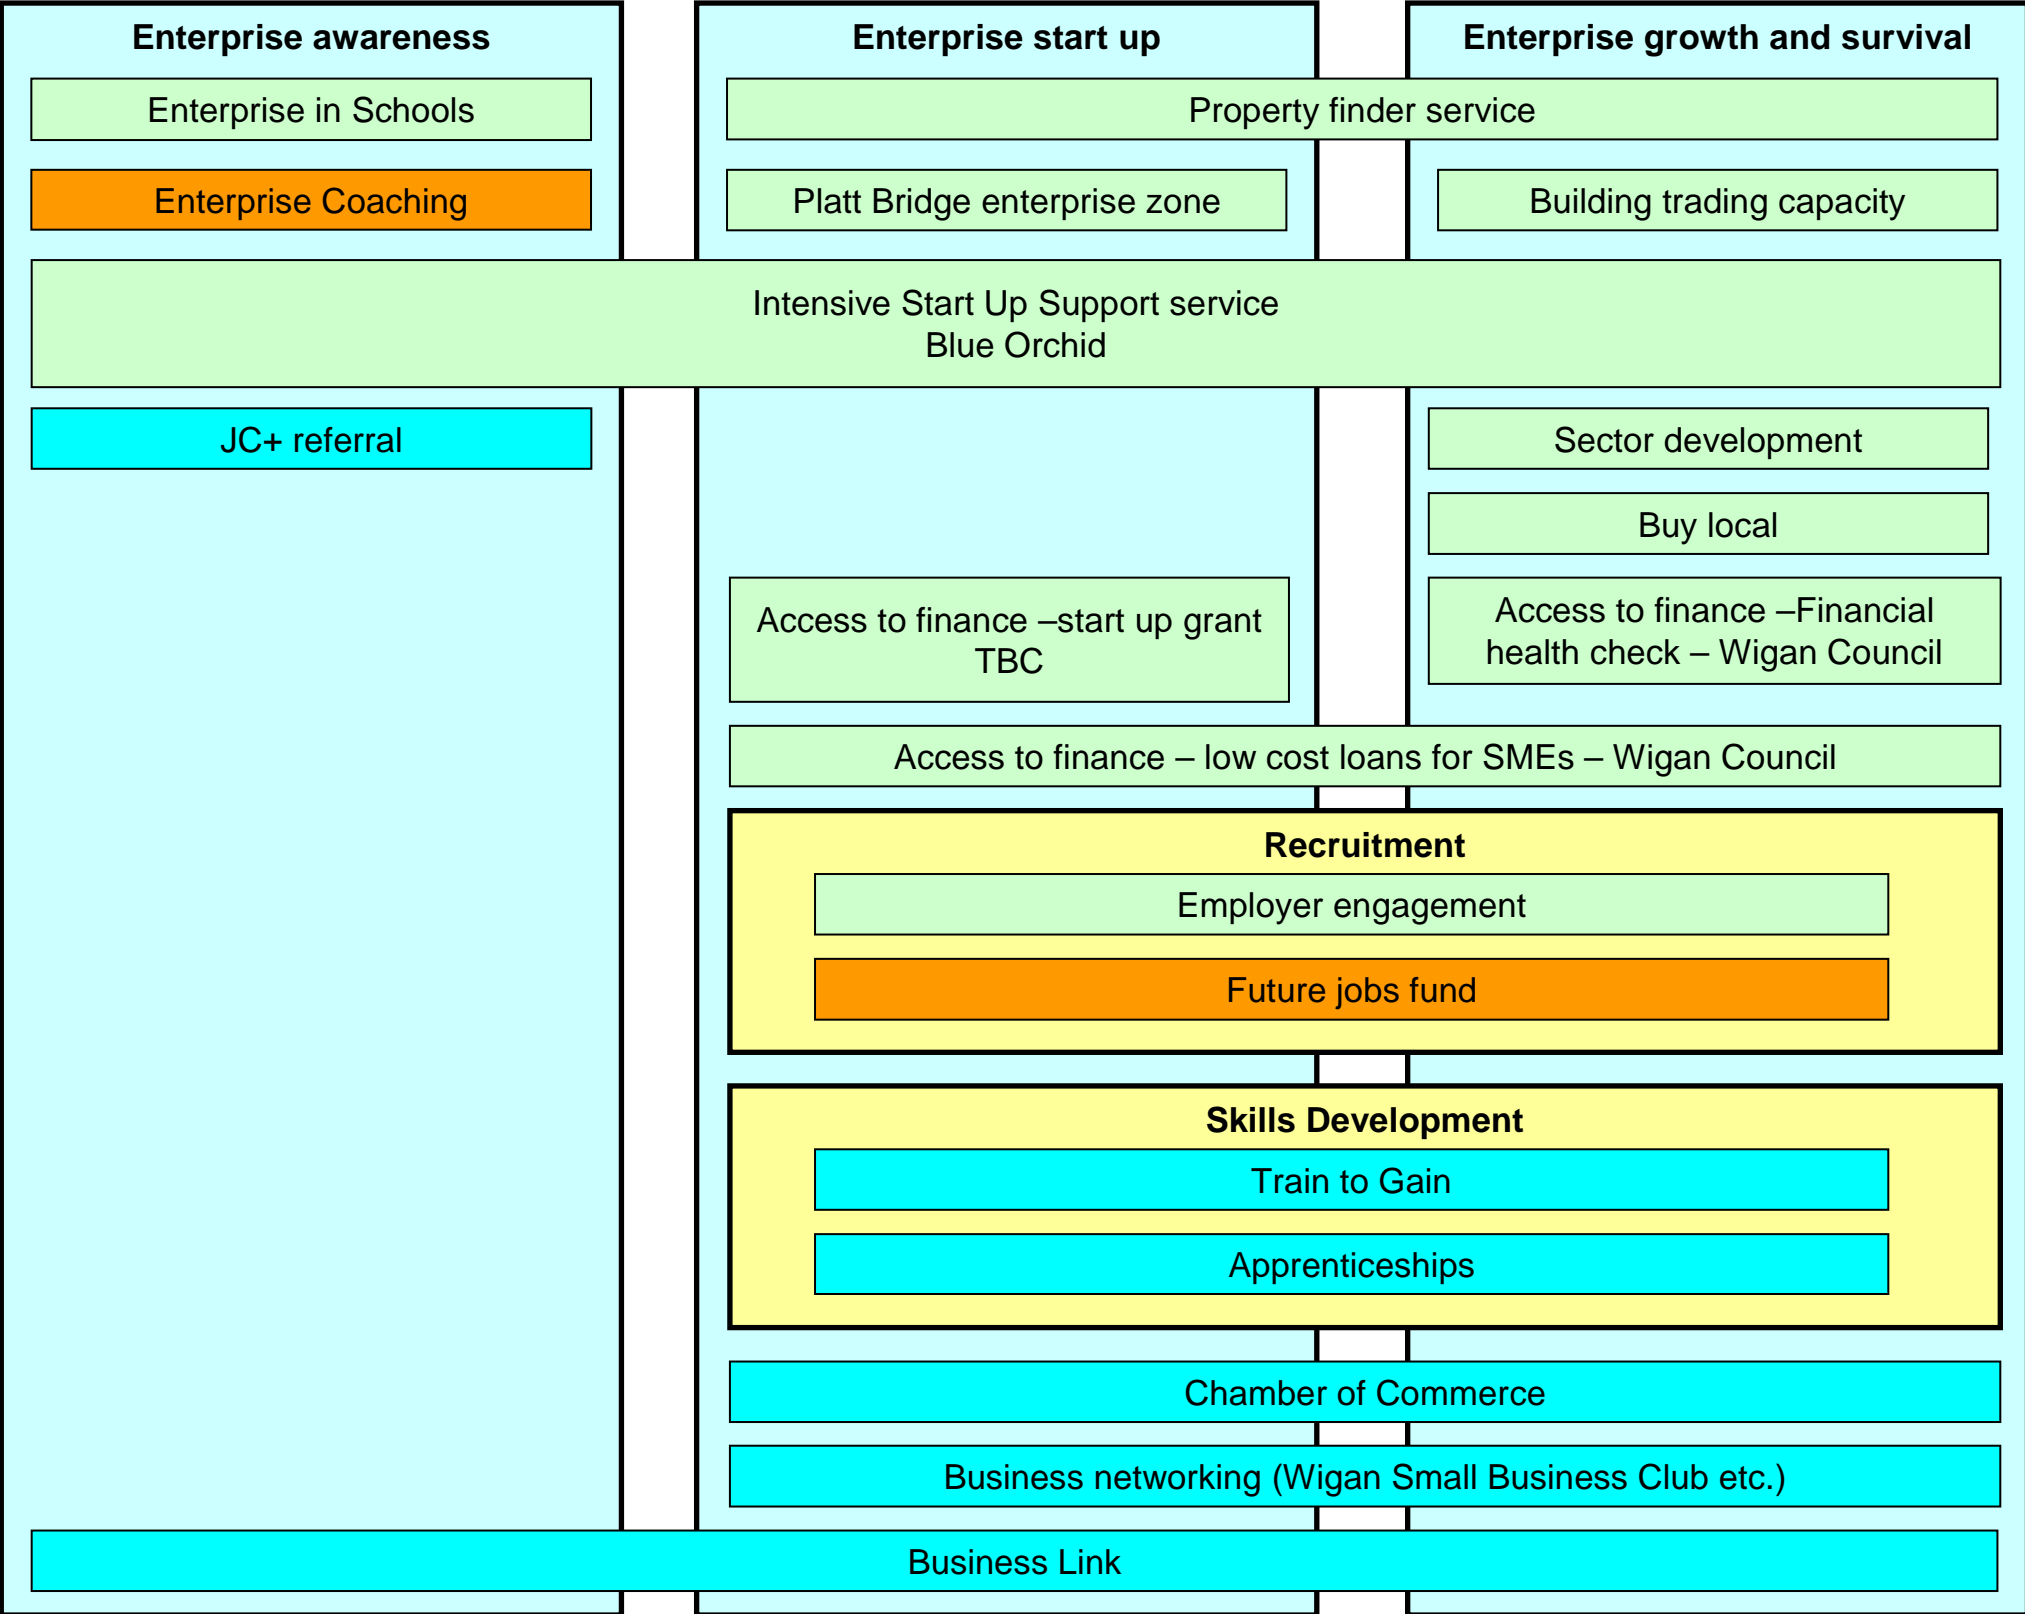 Enterprise awareness
Enterprise start up
Enterprise growth and survival
Enterprise in Schools
Property finder service
Enterprise Coaching
Platt Bridge enterprise zone
Building trading capacity
Intensive Start Up Support service
Blue Orchid
JC+ referral
Sector development
Buy local
Access to finance –start up grant
TBC
Access to finance –Financial
health check – Wigan Council
Access to finance – low cost loans for SMEs – Wigan Council
Recruitment
Employer engagement
Future jobs fund
Skills Development
Train to Gain
Apprenticeships
Chamber of Commerce
Business networking (Wigan Small Business Club etc.)
Business Link